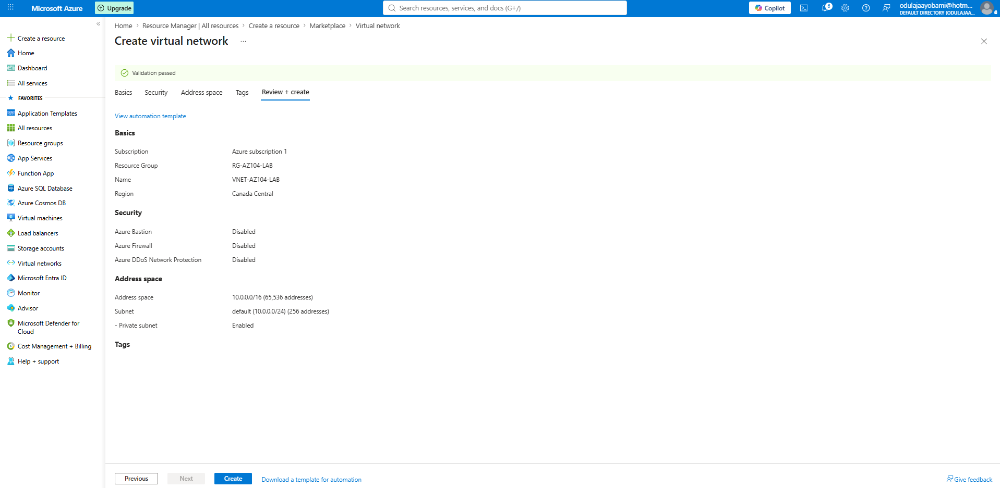 Microsoft Azure
Upgrade
Search resources, services, and docs (G+/)
Copilot
6
odulajaayobami@hotm...
DEFAULT DIRECTORY (ODULAJAA...
Create a resource
Home
Dashboard
All services
FAVORITES
Application Templates
All resources
Resource groups
App Services
Function App
Azure SQL Database
Azure Cosmos DB
Virtual machines
Load balancers
Storage accounts
Virtual networks
Microsoft Entra ID
Monitor
Advisor
Microsoft Defender for
Cloud
Cost Management + Billing
Help + support
Home > Resource Manager | All resources > Create a resource > Marketplace > Virtual network
Create virtual network ...
Validation passed
Basics Security Address space Tags Review + create
View automation template
Basics
Subscription Azure subscription 1
Resource Group RG-AZ104-LAB
Name VNET-AZ104-LAB
Region Canada Central
Security
Azure Bastion Disabled
Azure Firewall Disabled
Azure DDoS Network Protection Disabled
Address space
Address space 10.0.0.0/16 (65,536 addresses)
Subnet default (10.0.0.0/24) (256 addresses)
- Private subnet Enabled
Tags
Previous Next Create Download a template for automation
Give feedback